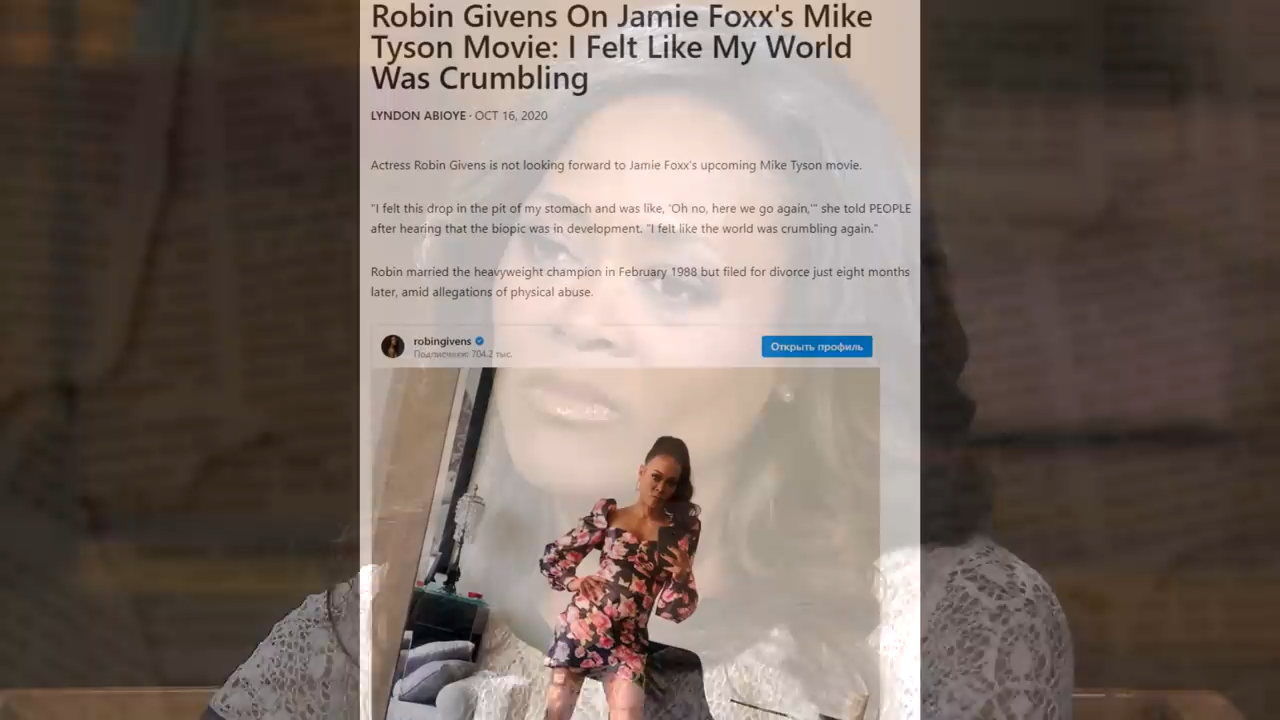 Robin Givens On Jamie Foxx's Mike
Tyson Movie: I Felt Like My World
Was Crumbling
LYNDON ABIOYE · OCT 16, 2020
Actress Robin Givens is not looking forward to Jamie Foxx's upcoming Mike Tyson movie.
"I felt this drop in the pit of my stomach and was like, 'Oh no, here we go again,'" she told PEOPLE
after hearing that the biopic was in development. "I felt like the world was crumbling again."
Robin married the heavyweight champion in February 1988 but filed for divorce just eight months
later, amid allegations of physical abuse.
robingivens
Подписчики: 704.2 тыс.
Открыть профиль